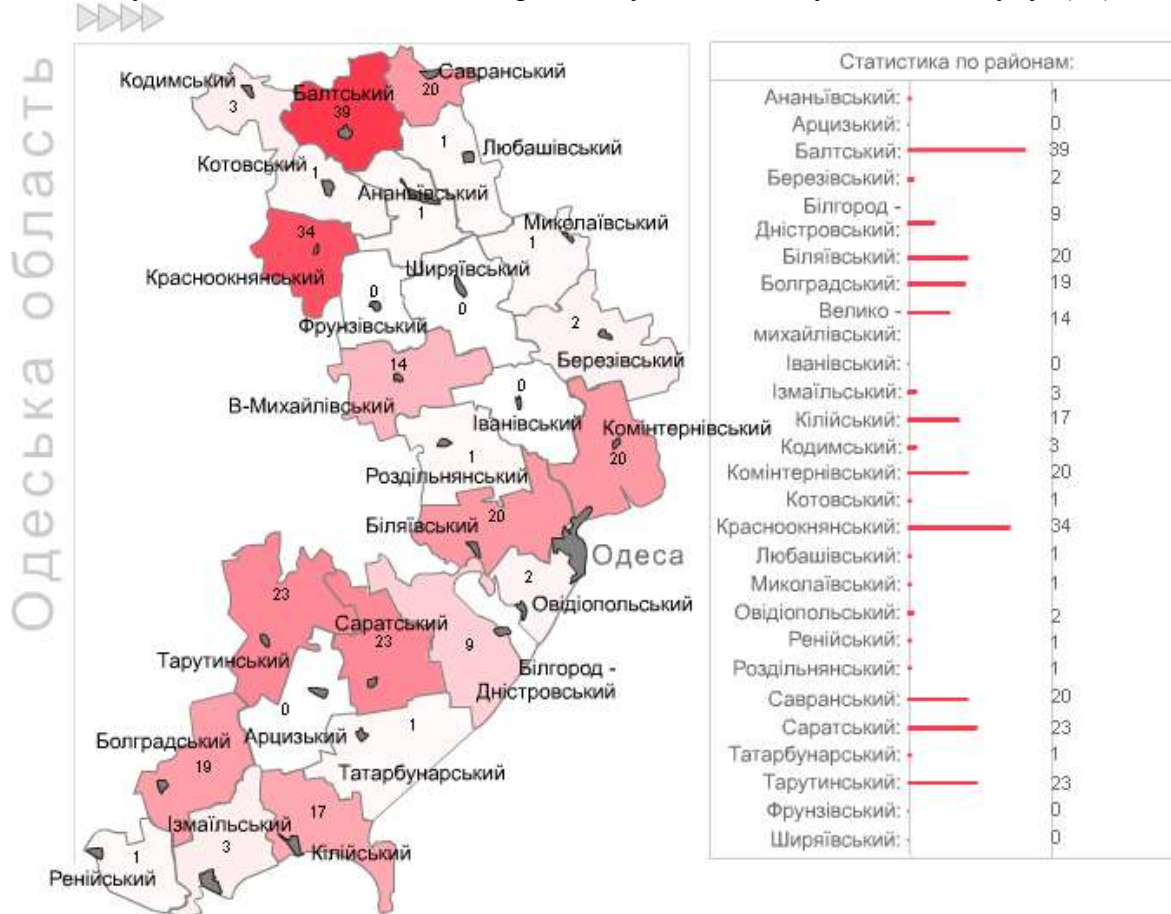 Одеська область
Кодимський
3
Балтський
39
Савранський
20
Котовський
1
Любашівський
1
Ананьївський
1
Миколаївський
1
34
Красноокнянський
Ширяївський
0
0
Фрунзівський
2
Березівський
14
В-Михайлівський
0
Іванівський
Комінтернівський
20
1
Роздільнянський
Біляївський
20
Одеса
2
Овідіопольський
23
Тарутинський
Саратський
23
9
Білгород -
Дністровський
0
Арцизький
1
Татарбунарський
Болградський
19
Ізмаїльський
3
17
Кілійський
1
Ренійський
Статистика по районам:
Ананьївський: 1
Арцизький: 0
Балтський: 39
Березівський: 2
Білгород -
Дністровський: 9
Біляївський: 20
Болградський: 19
Велико -
михайлівський: 14
Іванівський: 0
Ізмаїльський: 3
Кілійський: 17
Кодимський: 3
Комінтернівський: 20
Котовський: 1
Красноокнянський: 34
Любашівський: 1
Миколаївський: 1
Овідіопольський: 2
Ренійський: 1
Роздільнянський: 1
Савранський: 20
Саратський: 23
Татарбунарський: 1
Тарутинський: 23
Фрунзівський: 0
Ширяївський: 0